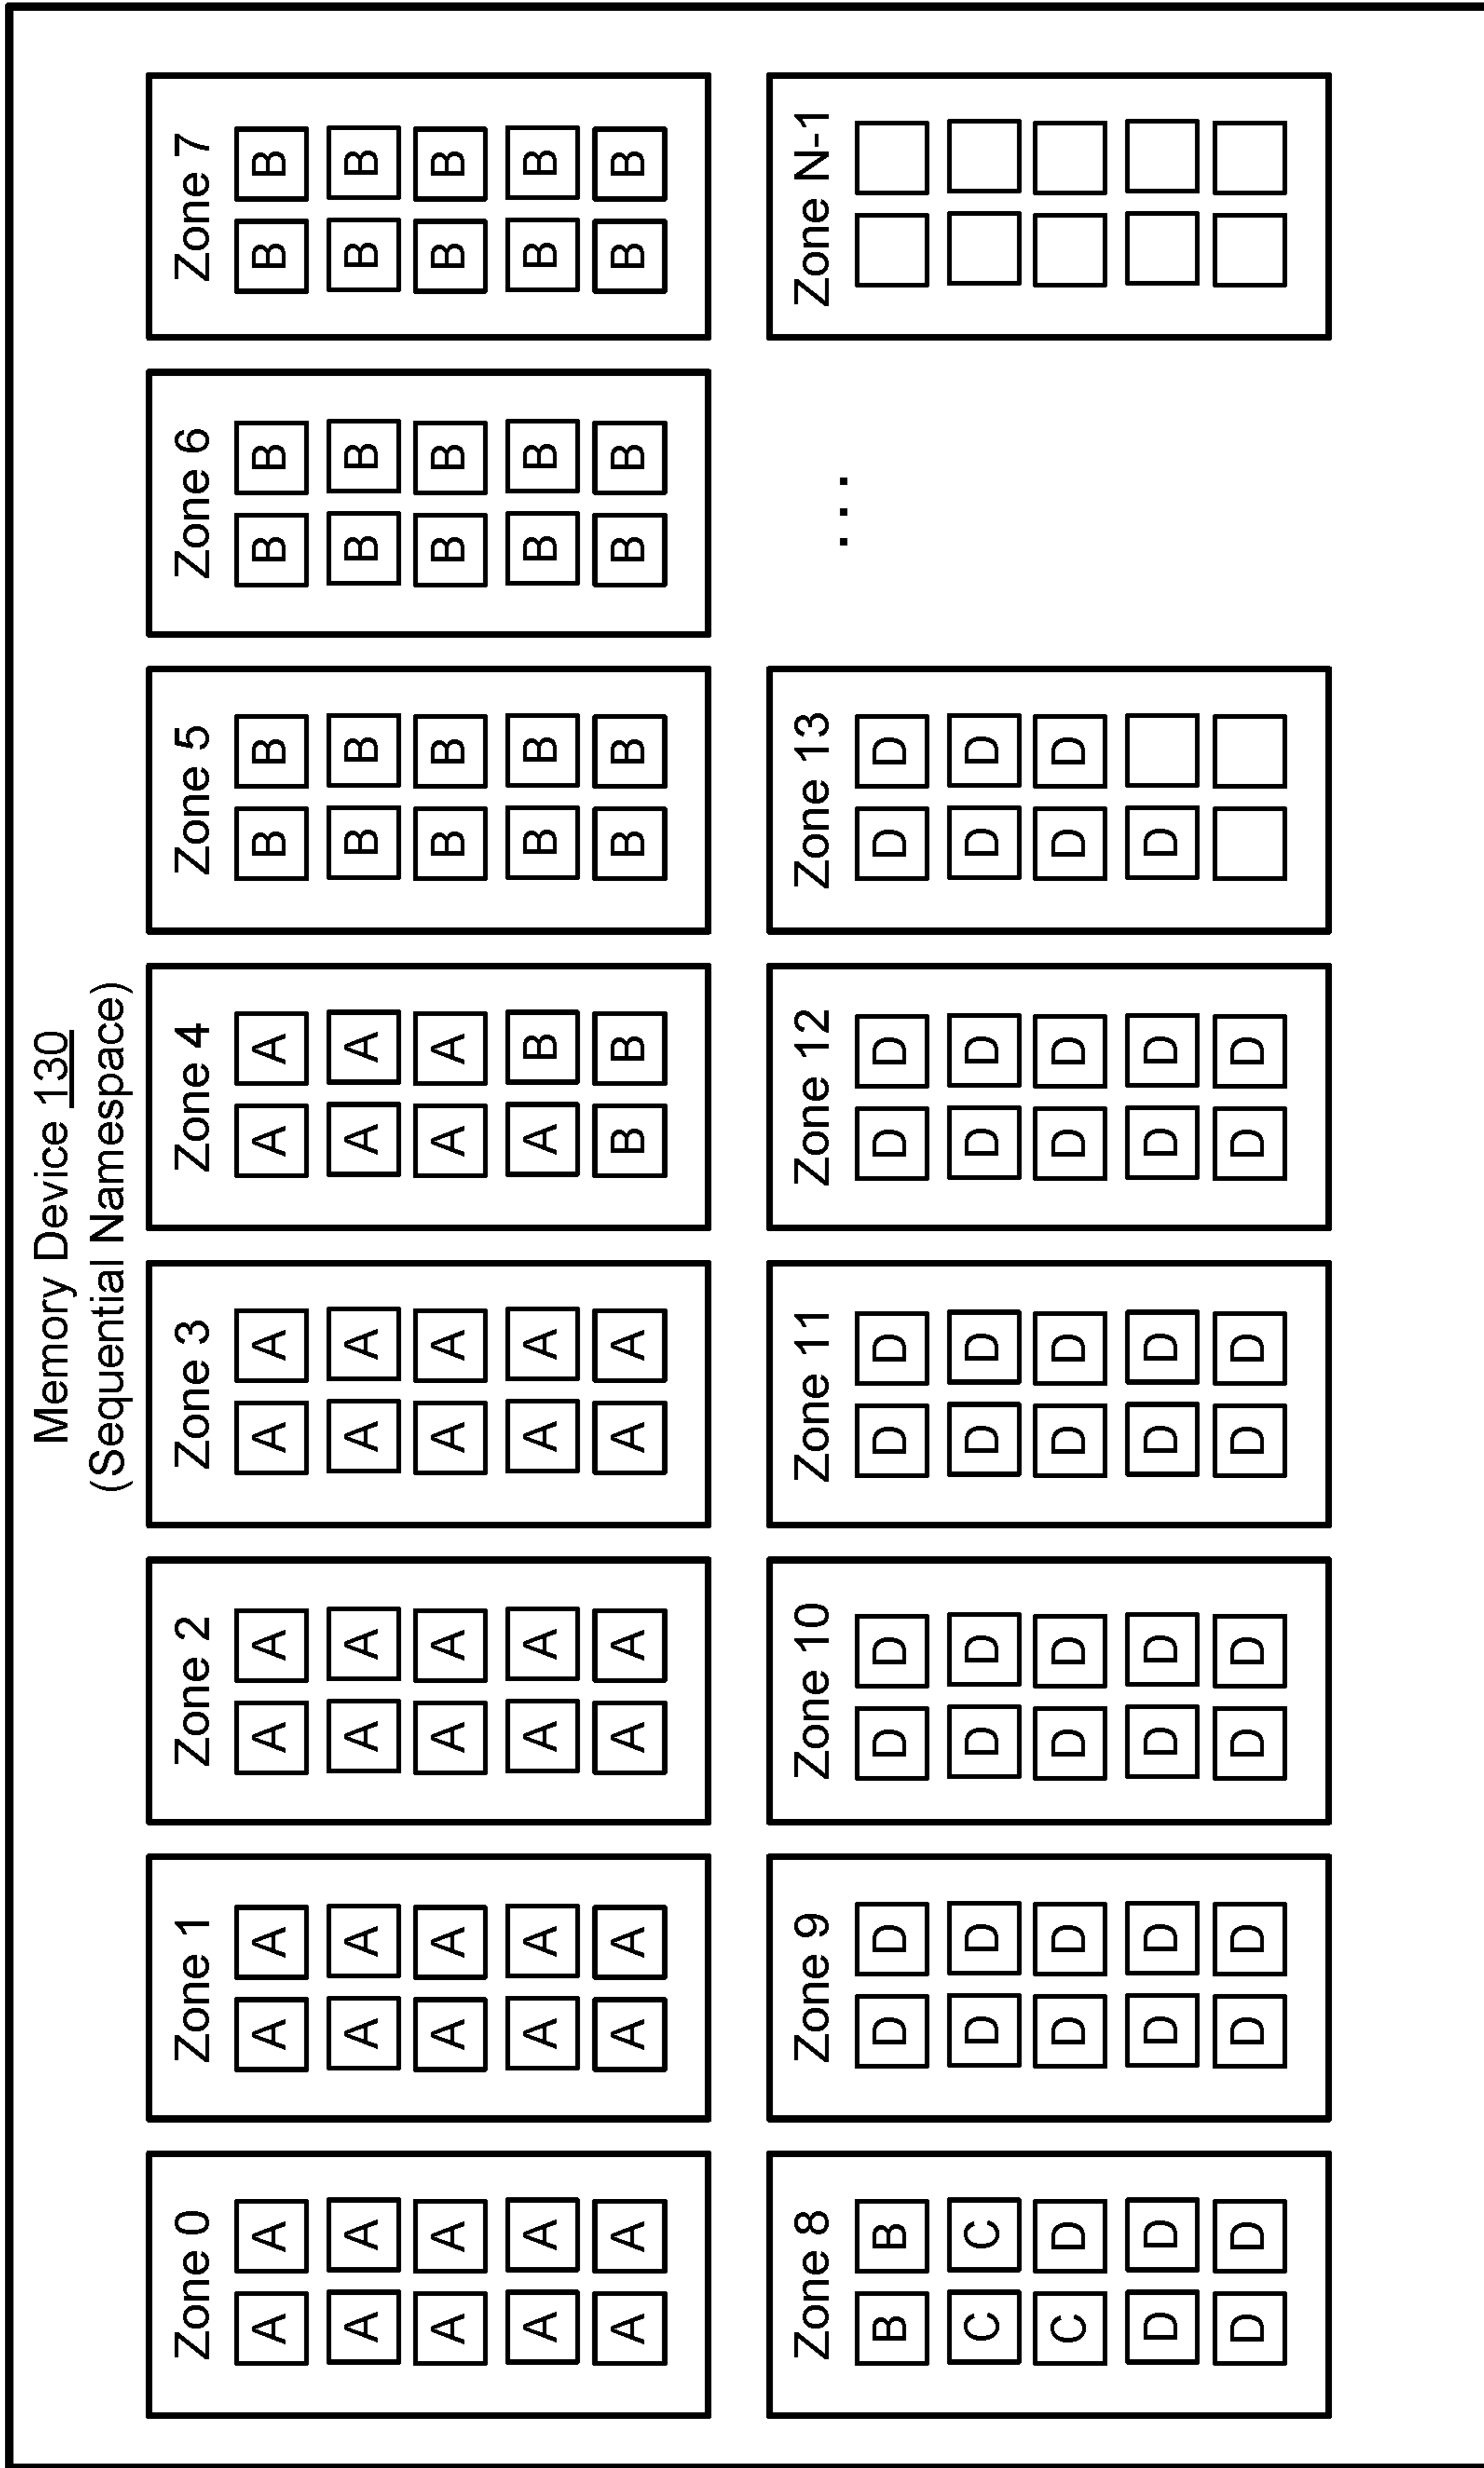 Memory Device 130
(Sequential Namespace)
Zone 0 Zone 1 Zone 2 Zone 3 Zone 4 Zone 5 Zone 6 Zone 7
A A A A A A A A A A B B B B B B
A A A A A A A A A A B B B B B B
A A A A A A A A A A B B B B B B
A A A A A A A A A B B B B B B B
A A A A A A A A B B B B B B B B
Zone 8 Zone 9 Zone 10 Zone 11 Zone 12 Zone 13 ... Zone N-1
B B D D D D D D D D D D
C C D D D D D D D D D D
C D D D D D D D D D D D
D D D D D D D D D D D
D D D D D D D D D D